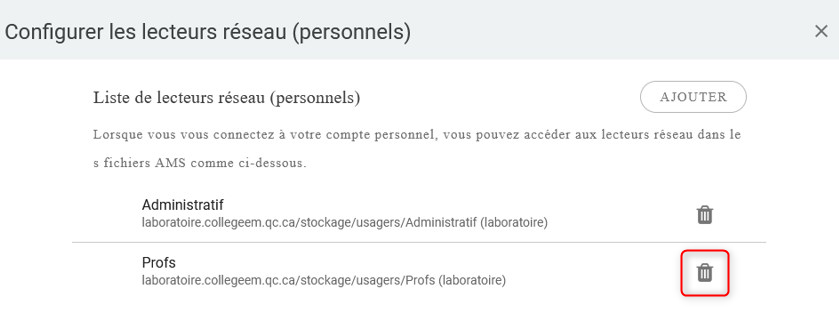 Configurer les lecteurs réseau (personnels)
Liste de lecteurs réseau (personnels)
AJOUTER
Lorsque vous vous connectez à votre compte personnel, vous pouvez accéder aux lecteurs réseau dans le
s fichiers AMS comme ci-dessous.
Administratif
laboratoire.collegeem.qc.ca/stockage/usagers/Administratif (laboratoire)
Profs
laboratoire.collegeem.qc.ca/stockage/usagers/Profs (laboratoire)